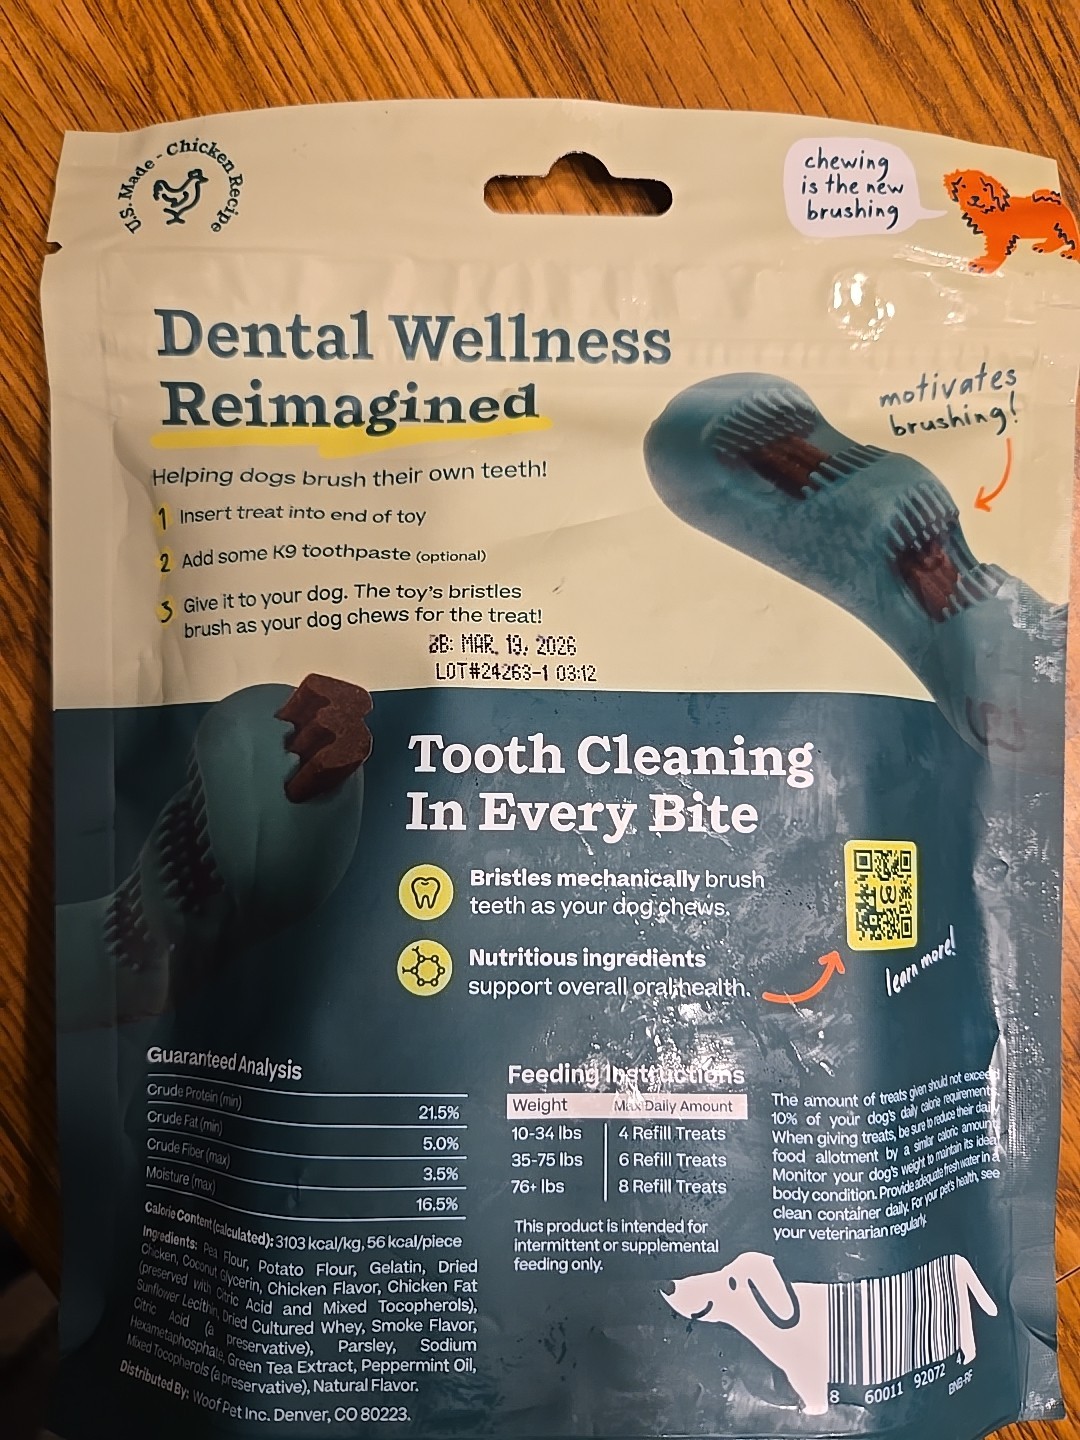 U.S. Made - Chicken Recipe
chewing
is the new
brushing
Dental Wellness
Reimagined
motivates
brushing!
Helping dogs brush their own teeth!
1 Insert treat into end of toy
2 Add some K9 toothpaste (optional)
3 Give it to your dog. The toy's bristles
brush as your dog chews for the treat!
BB: MAR. 19, 2026
LOT#24263-1 03:12
Tooth Cleaning
In Every Bite
Bristles mechanically brush
teeth as your dog chews.
Nutritious ingredients
support overall oral health.
learn more!
Guaranteed Analysis
Crude Protein (min) 21.5%
Crude Fat (min) 5.0%
Crude Fiber (max) 3.5%
Moisture (max) 16.5%
Calorie Content (calculated): 3103 kcal/kg, 56 kcal/piece
Ingredients: Pea Flour, Potato Flour, Gelatin, Dried
Chicken, Coconut Glycerin, Chicken Flavor, Chicken Fat
(preserved with Citric Acid and Mixed Tocopherols),
Sunflower Lecithin, Dried Cultured Whey, Smoke Flavor,
Citric Acid (a preservative), Parsley, Sodium
Hexametaphosphate, Green Tea Extract, Peppermint Oil,
Mixed Tocopherols (a preservative), Natural Flavor.
Distributed By: Woof Pet Inc. Denver, CO 80223.
Feeding Instructions
Weight Max Daily Amount
10-34 lbs 4 Refill Treats
35-75 lbs 6 Refill Treats
76+ lbs 8 Refill Treats
This product is intended for
intermittent or supplemental
feeding only.
The amount of treats given should not exceed
10% of your dog's daily calorie requirements.
When giving treats, be sure to reduce their daily
food allotment by a similar caloric amount.
Monitor your dog's weight to maintain its ideal
body condition. Provide adequate fresh water in a
clean container daily. For your pet's health, see
your veterinarian regularly.
8 60011 92072 4
BNB-RF